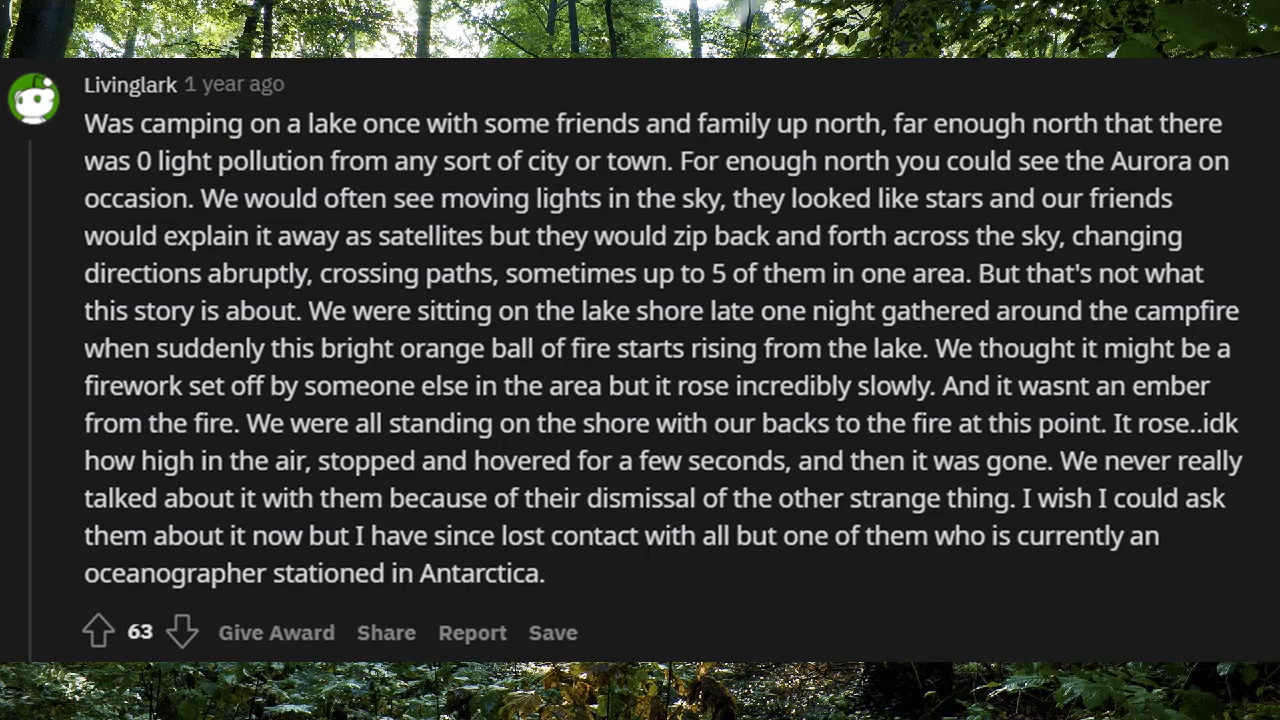 Livinglark 1 year ago
Was camping on a lake once with some friends and family up north, far enough north that there
was 0 light pollution from any sort of city or town. For enough north you could see the Aurora on
occasion. We would often see moving lights in the sky, they looked like stars and our friends
would explain it away as satellites but they would zip back and forth across the sky, changing
directions abruptly, crossing paths, sometimes up to 5 of them in one area. But that's not what
this story is about. We were sitting on the lake shore late one night gathered around the campfire
when suddenly this bright orange ball of fire starts rising from the lake. We thought it might be a
firework set off by someone else in the area but it rose incredibly slowly. And it wasnt an ember
from the fire. We were all standing on the shore with our backs to the fire at this point. It rose..idk
how high in the air, stopped and hovered for a few seconds, and then it was gone. We never really
talked about it with them because of their dismissal of the other strange thing. I wish I could ask
them about it now but I have since lost contact with all but one of them who is currently an
oceanographer stationed in Antarctica.
63 Give Award Share Report Save